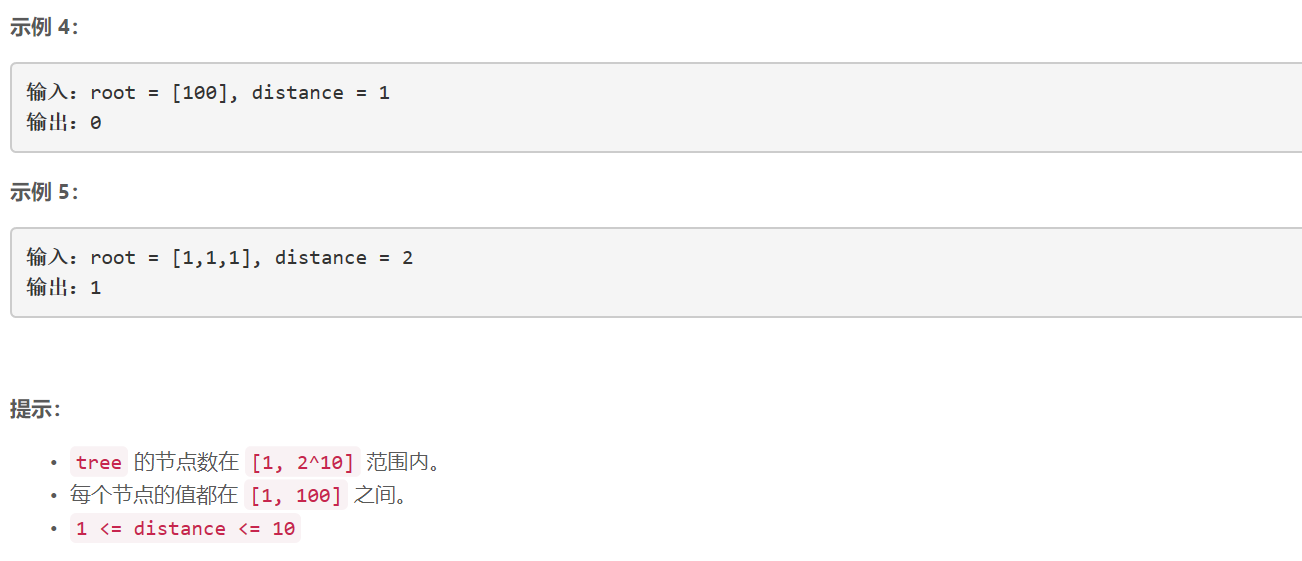 示例 4：
输入：root = [100], distance = 1
输出：0
示例 5：
输入：root = [1,1,1], distance = 2
输出：1
提示：
• tree 的节点数在 [1, 2^10] 范围内。
• 每个节点的值都在 [1, 100] 之间。
• 1 <= distance <= 10